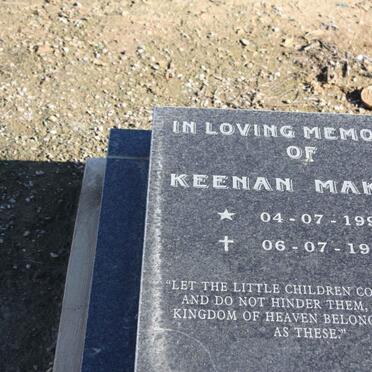 IN LOVING MEMO
OF
KEENAN MAK
★ 04-07-199
✝ 06-07-19
"LET THE LITTLE CHILDREN CO
AND DO NOT HINDER THEM,
KINGDOM OF HEAVEN BELON
AS THESE."